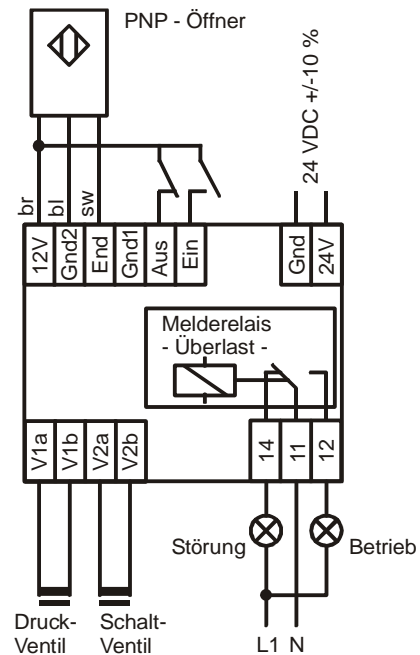 PNP - Öffner
24 VDC +/-10 %
br
bl
sw
12V
Gnd2
End
Gnd1
Aus
Ein
Gnd
24V
Melderelais
- Überlast -
V1a
V1b
V2a
V2b
14
11
12
Störung
Betrieb
Druck-
Ventil
Schalt-
Ventil
L1 N